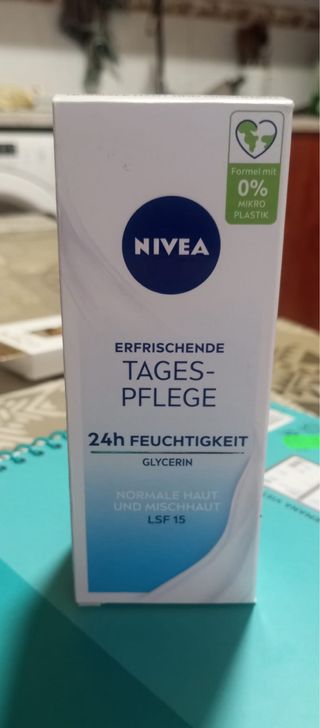 Formel mit
0%
MIKRO
PLASTIK
NIVEA
ERFRISCHENDE
TAGES-
PFLEGE
24h FEUCHTIGKEIT
GLYCERIN
NORMALE HAUT
UND MISCHHAUT
LSF 15